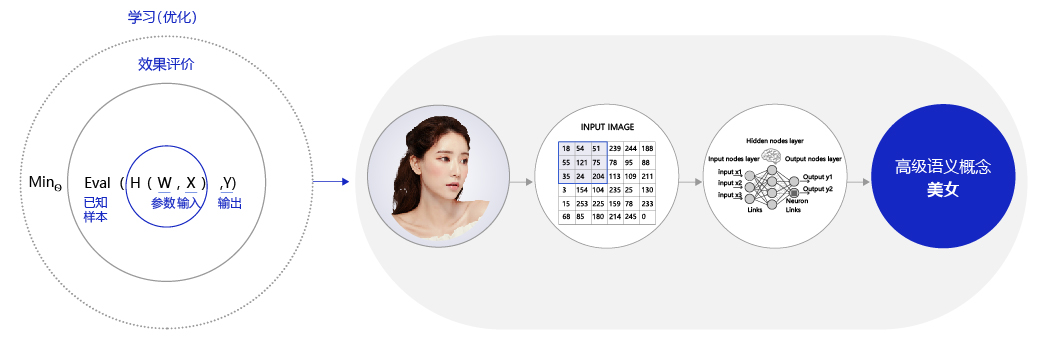 学习(优化)
效果评价
MinΘ Eval ( H ( W , X ) ,Y)
已知
样本
参数 输入 输出
INPUT IMAGE
18 54 51 239 244 188
55 121 75 78 95 88
35 24 204 113 109 211
3 154 104 235 25 130
15 253 225 159 78 233
68 85 180 214 245 0
Hidden nodes layer
Input nodes layer
Output nodes layer
input x1
input x2
input x3
Output y1
Output y2
Neuron
Links
Links
高级语义概念
美女